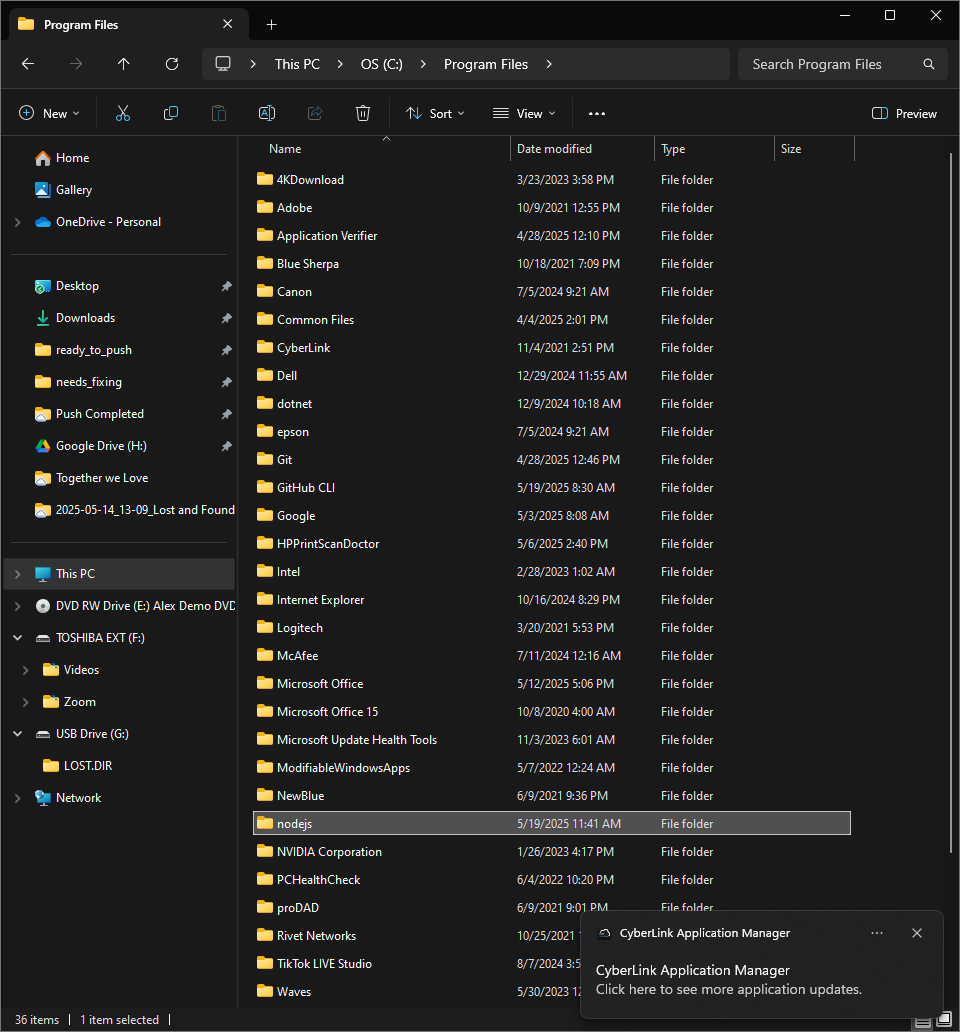 Program Files
This PC
OS (C:)
Program Files
Search Program Files
New
Sort
View
Preview
Home
Gallery
OneDrive - Personal
Desktop
Downloads
ready_to_push
needs_fixing
Push Completed
Google Drive (H:)
Together we Love
2025-05-14_13-09_Lost and Found
This PC
DVD RW Drive (E:) Alex Demo DVD
TOSHIBA EXT (F:)
Videos
Zoom
USB Drive (G:)
LOST.DIR
Network
Name Date modified Type Size
4KDownload 3/23/2023 3:58 PM File folder
Adobe 10/9/2021 12:55 PM File folder
Application Verifier 4/28/2025 12:10 PM File folder
Blue Sherpa 10/18/2021 7:09 PM File folder
Canon 7/5/2024 9:21 AM File folder
Common Files 4/4/2025 2:01 PM File folder
CyberLink 11/4/2021 2:51 PM File folder
Dell 12/29/2024 11:55 AM File folder
dotnet 12/9/2024 10:18 AM File folder
epson 7/5/2024 9:21 AM File folder
Git 4/28/2025 12:46 PM File folder
GitHub CLI 5/19/2025 8:30 AM File folder
Google 5/3/2025 8:08 AM File folder
HPPrintScanDoctor 5/6/2025 2:40 PM File folder
Intel 2/28/2023 1:02 AM File folder
Internet Explorer 10/16/2024 8:29 PM File folder
Logitech 3/20/2021 5:53 PM File folder
McAfee 7/11/2024 12:16 AM File folder
Microsoft Office 5/12/2025 5:06 PM File folder
Microsoft Office 15 10/8/2020 4:00 AM File folder
Microsoft Update Health Tools 11/3/2023 6:01 AM File folder
ModifiableWindowsApps 5/7/2022 12:24 AM File folder
NewBlue 6/9/2021 9:36 PM File folder
nodejs 5/19/2025 11:41 AM File folder
NVIDIA Corporation 1/26/2023 4:17 PM File folder
PCHealthCheck 6/4/2022 10:20 PM File folder
proDAD 6/9/2021 9:01 PM File folder
Rivet Networks 10/25/2021
TikTok LIVE Studio 8/7/2024 3:5
Waves 5/30/2023 12
CyberLink Application Manager
CyberLink Application Manager
Click here to see more application updates.
36 items
1 item selected